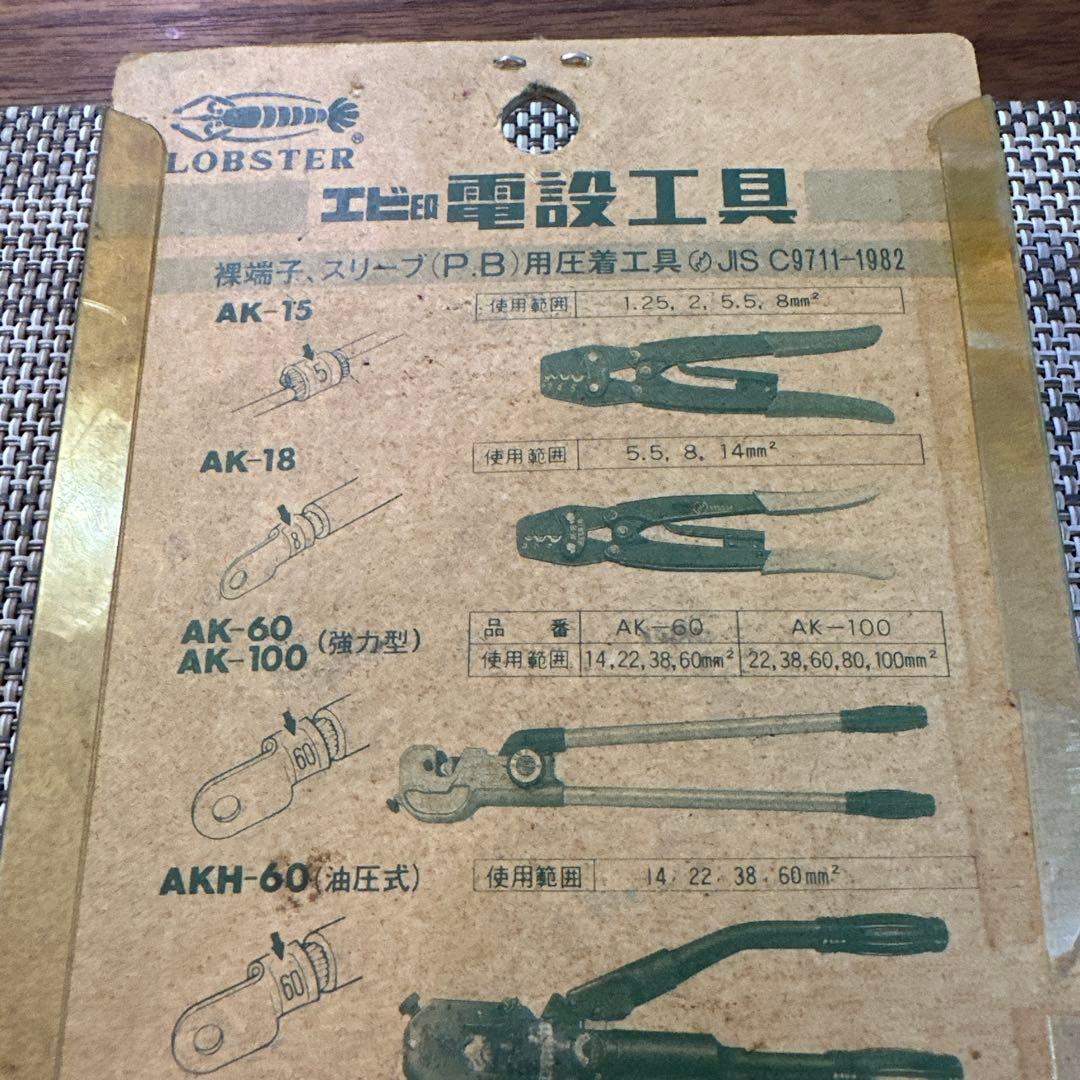 LOBSTER®
エビ印電設工具
裸端子、スリーブ(P.B)用圧着工具 JIS C9711-1982
AK-15
使用範囲 1.25, 2, 5.5, 8mm²
5
AK-18
使用範囲 5.5, 8, 14mm²
8
AK-60
AK-100
(強力型)
品番 AK-60 AK-100
使用範囲 14,22,38,60mm² 22,38,60,80,100mm²
60
AKH-60(油圧式)
使用範囲 14, 22, 38, 60mm²
60